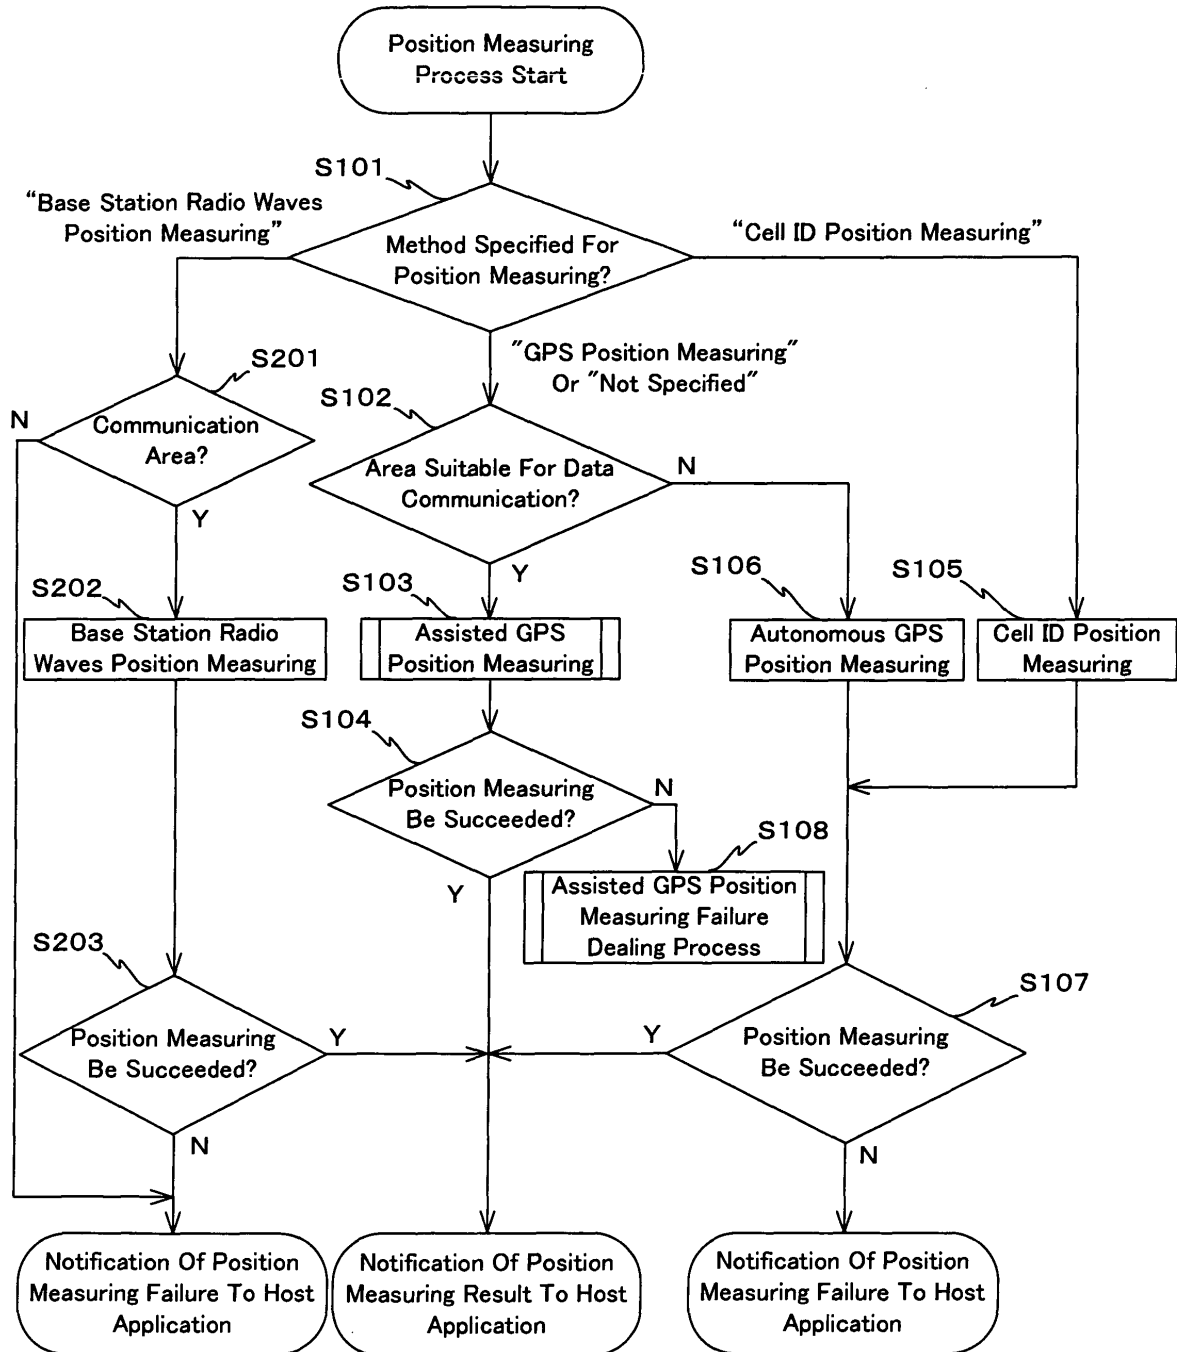 Position Measuring
Process Start
S101
"Base Station Radio Waves
Position Measuring"
Method Specified For
Position Measuring?
"Cell ID Position Measuring"
"GPS Position Measuring"
Or "Not Specified"
S201
N
Communication
Area?
Y
S102
Area Suitable For Data
Communication?
N
Y
S202
Base Station Radio
Waves Position Measuring
S103
Assisted GPS
Position Measuring
S106
Autonomous GPS
Position Measuring
S105
Cell ID Position
Measuring
S104
Position Measuring
Be Succeeded?
N
Y
S108
Assisted GPS Position
Measuring Failure
Dealing Process
S203
Position Measuring
Be Succeeded?
Y
N
S107
Y
Position Measuring
Be Succeeded?
N
Notification Of Position
Measuring Failure To Host
Application
Notification Of Position
Measuring Result To Host
Application
Notification Of Position
Measuring Failure To Host
Application